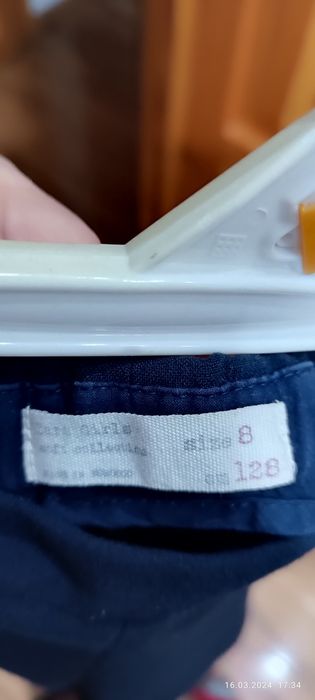 Zara Girls
soft collection
size 8
cm 128
16.03.2024 17:34